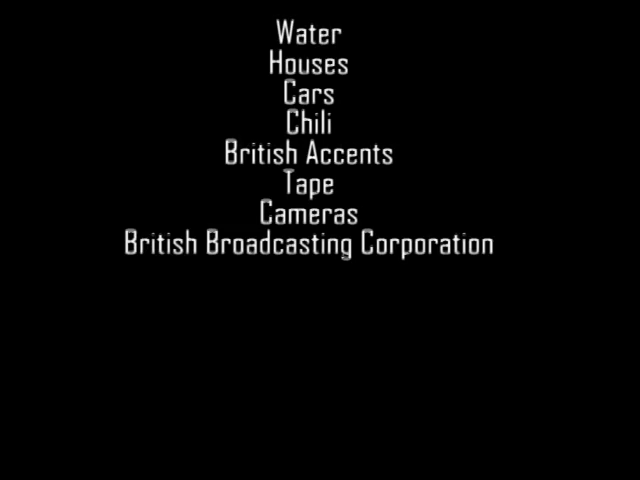 Water
Houses
Cars
Chili
British Accents
Tape
Cameras
British Broadcasting Corporation